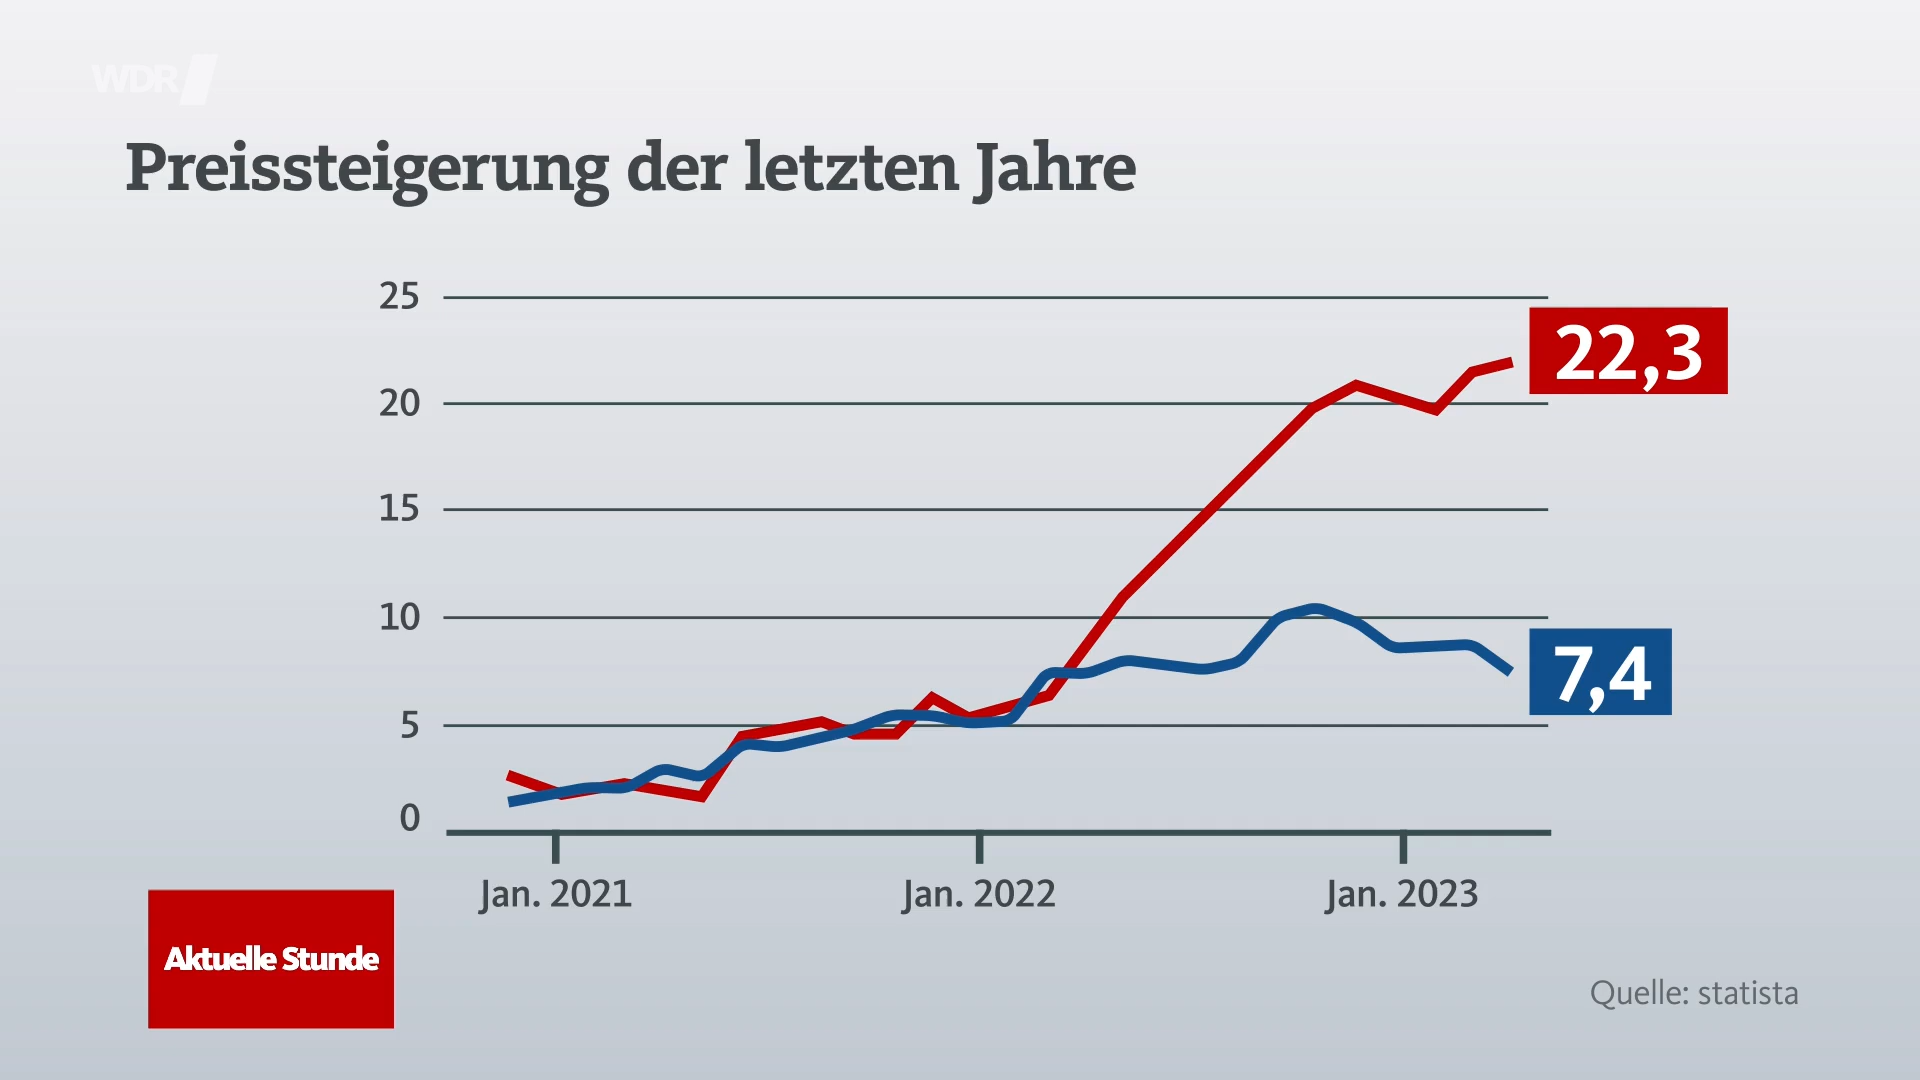 WDR
Preissteigerung der letzten Jahre
25
22,3
20
15
10
7,4
5
0
Jan. 2021
Jan. 2022
Jan. 2023
Aktuelle Stunde
Quelle: statista